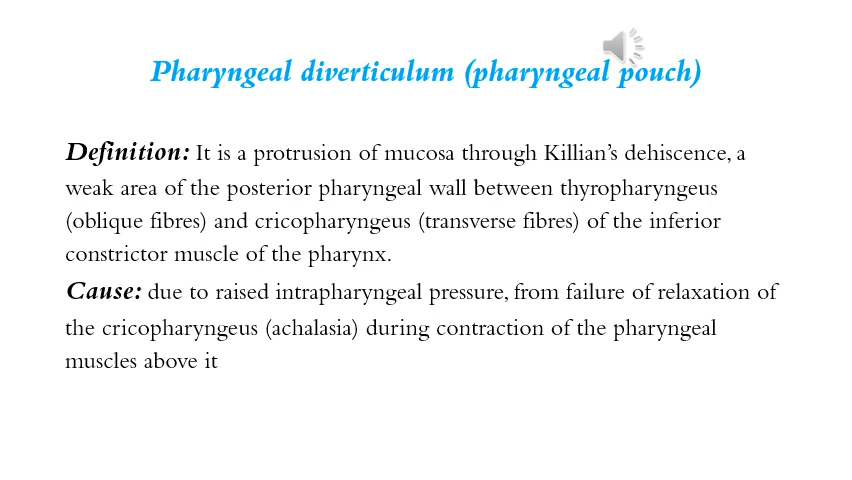 Pharyngeal diverticulum (pharyngeal pouch)
Definition: It is a protrusion of mucosa through Killian’s dehiscence, a
weak area of the posterior pharyngeal wall between thyropharyngeus
(oblique fibres) and cricopharyngeus (transverse fibres) of the inferior
constrictor muscle of the pharynx.
Cause: due to raised intrapharyngeal pressure, from failure of relaxation of
the cricopharyngeus (achalasia) during contraction of the pharyngeal
muscles above it